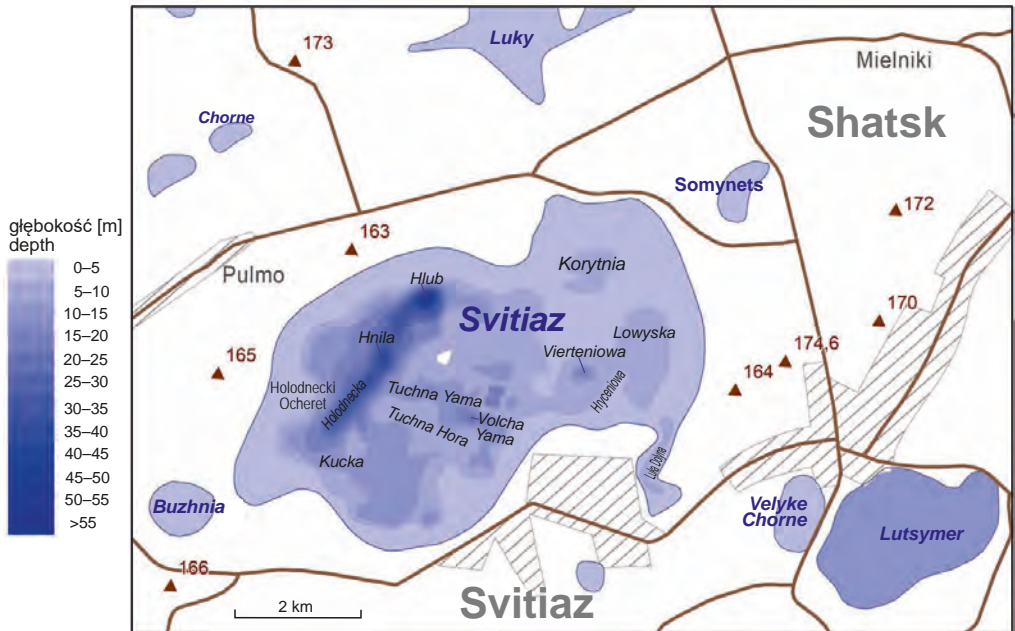 173
Luky
Mielniki
Shatsk
Chorne
Somynets
172
głębokość [m]
depth
0–5
5–10
10–15
15–20
20–25
25–30
30–35
35–40
40–45
45–50
50–55
>55
163
Pulmo
Korytnia
Hlub
Svitiaz
170
Hnila
Lowyska
Vierteniowa
174,6
165
164
Holodnecki
Ocheret
Holodnecka
Tuchna Yama
Hryceniowa
Tuchna Hora
Volcha
Yama
Kucka
Luka Dolyna
Buzhnia
Velyke
Chorne
Lutsymer
166
2 km
Svitiaz